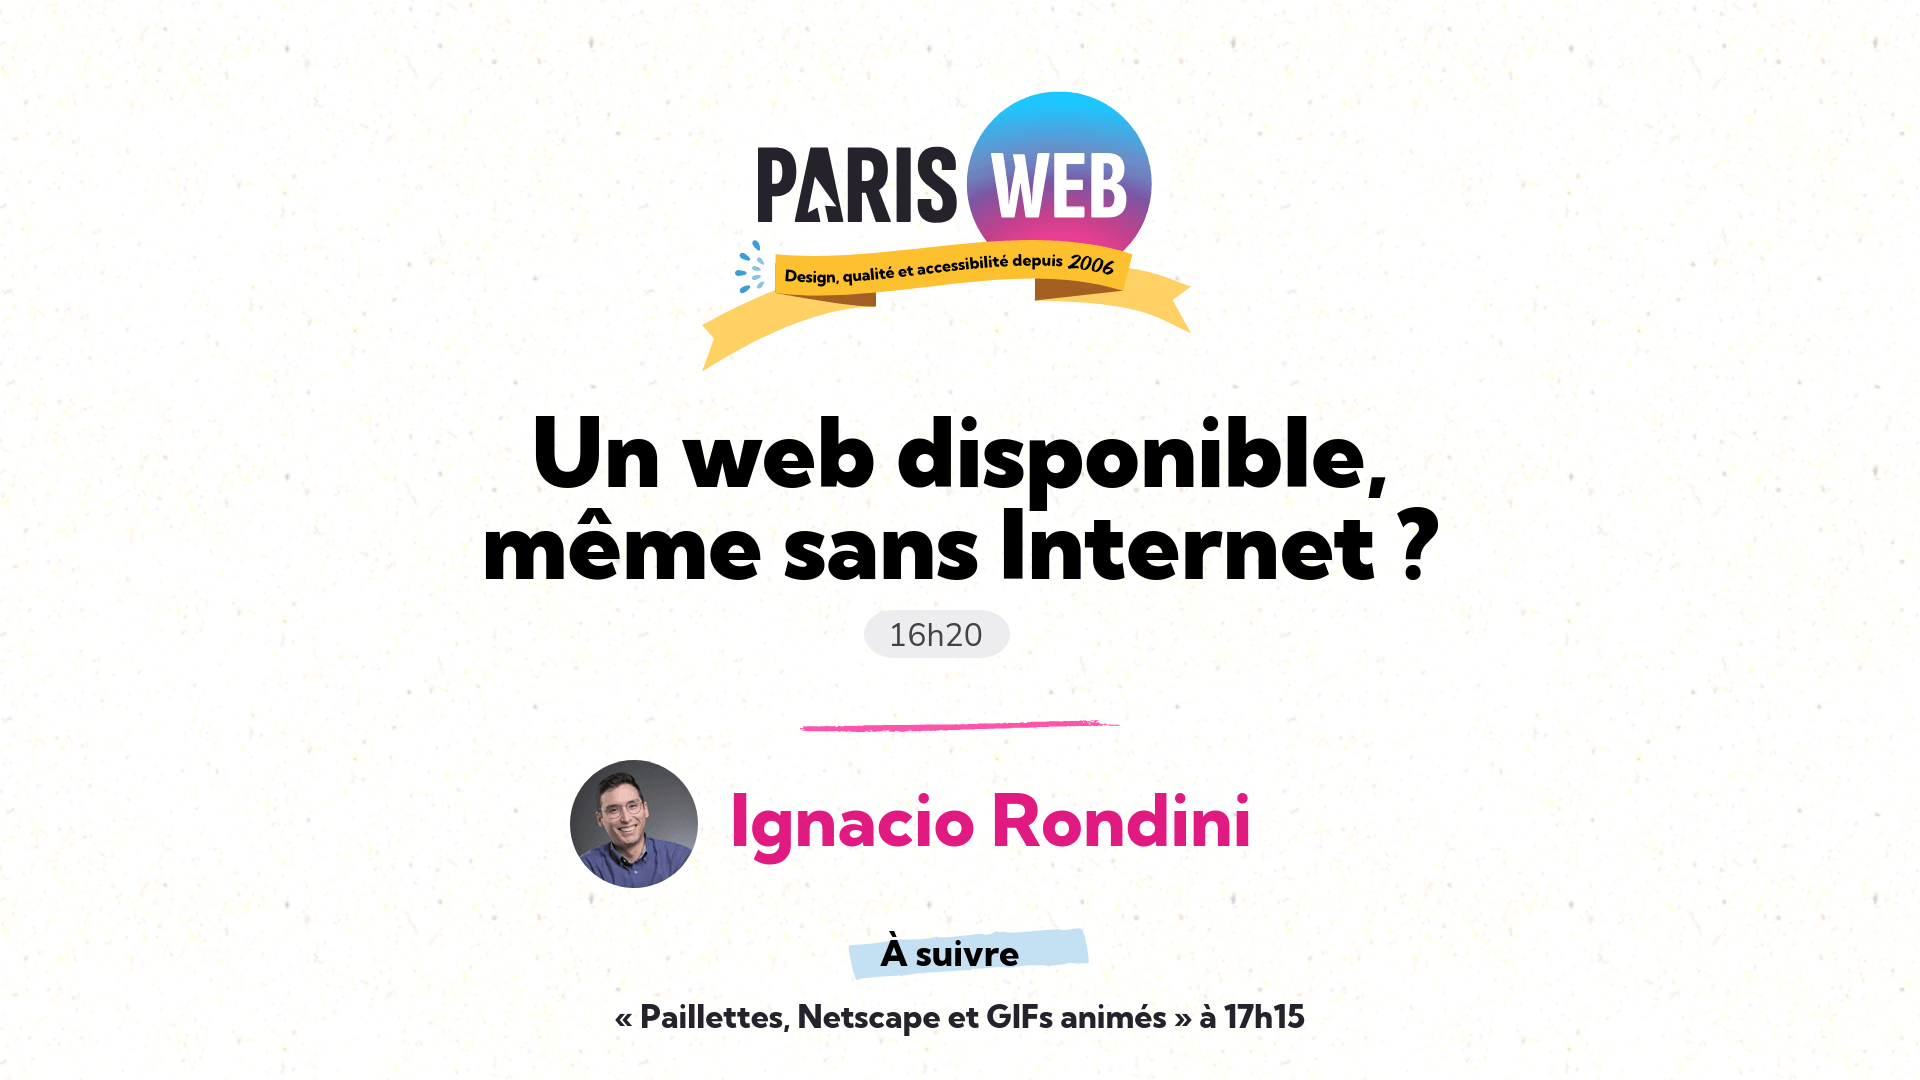 PARIS WEB
Design, qualité et accessibilité depuis 2006
Un web disponible,
même sans Internet ?
16h20
Ignacio Rondini
À suivre
« Paillettes, Netscape et GIFs animés » à 17h15